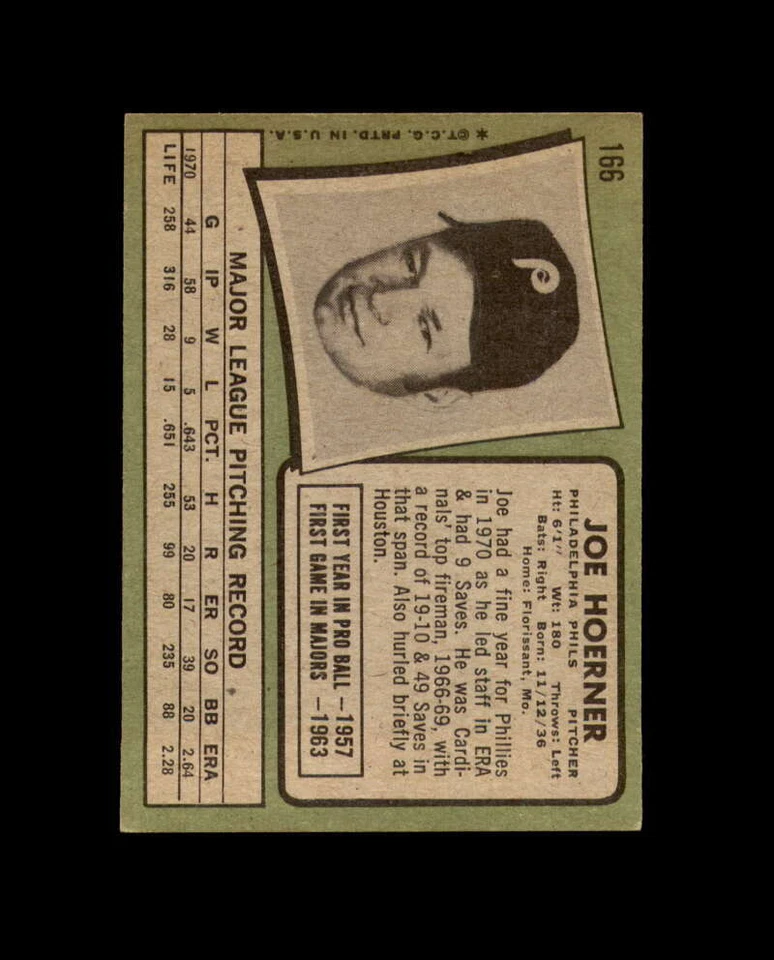 166
JOE HOERNER
PHILADELPHIA PHILS PITCHER
Ht: 6'1" Wt: 180 Throws: Left
Bats: Right Born: 11/12/36
Home: Florissant, Mo.
Joe had a fine year for Phillies
in 1970 as he led staff in ERA
& had 9 Saves. He was Cardi-
nals' top fireman, 1966-69, with
a record of 19-10 & 49 Saves in
that span. Also hurled briefly at
Houston.
FIRST YEAR IN PRO BALL —1957
FIRST GAME IN MAJORS —1963
P
*©T.C.G. PRTD. IN U.S.A.
MAJOR LEAGUE PITCHING RECORD
G IP W L PCT. H R ER SO BB ERA
1970 44 58 9 5 .643 53 20 17 39 20 2.64
LIFE 258 316 28 15 .651 255 99 80 235 88 2.28